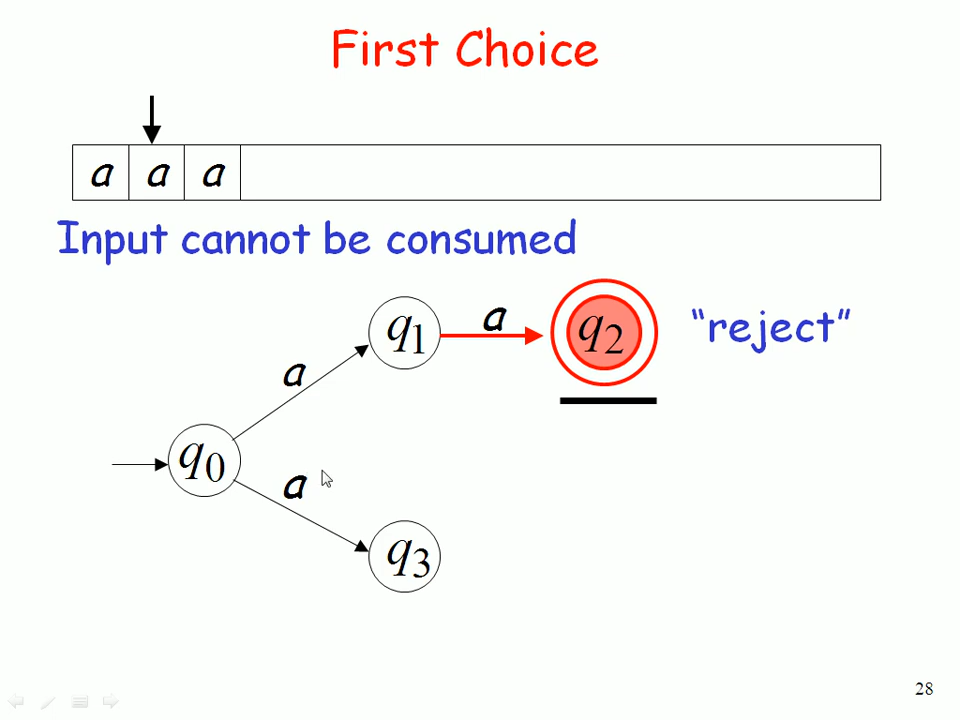 First Choice
a a a
Input cannot be consumed
q1 a q2 "reject"
a
q0
a
q3
28